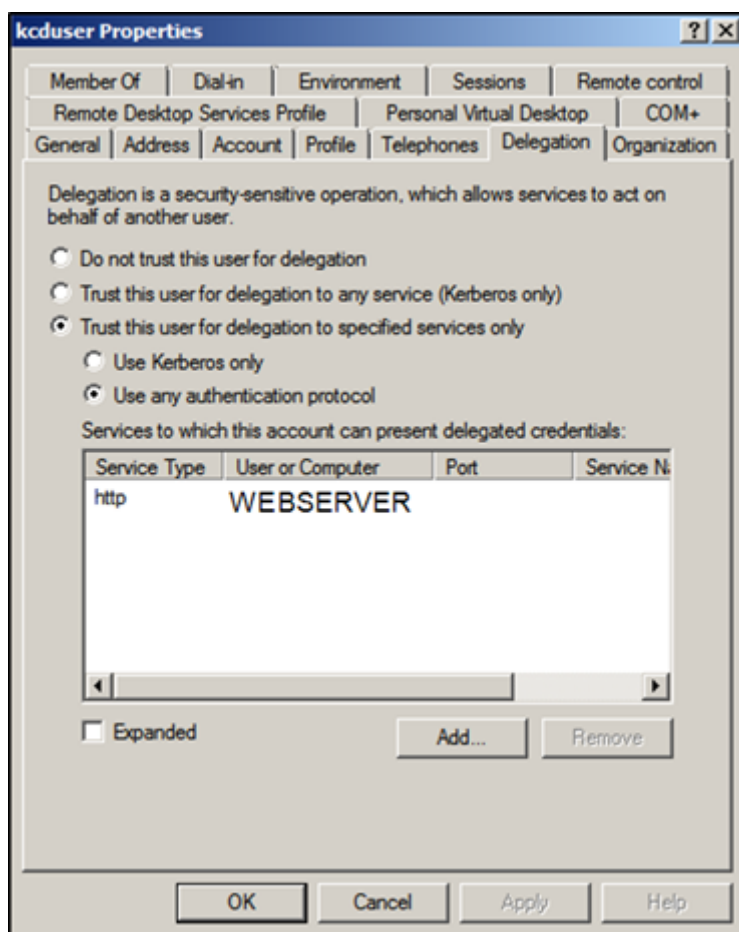 kcduser Properties
Member Of Dial-in Environment Sessions Remote control
Remote Desktop Services Profile Personal Virtual Desktop COM+
General Address Account Profile Telephones Delegation Organization
Delegation is a security-sensitive operation, which allows services to act on
behalf of another user.
Do not trust this user for delegation
Trust this user for delegation to any service (Kerberos only)
Trust this user for delegation to specified services only
Use Kerberos only
Use any authentication protocol
Services to which this account can present delegated credentials:
Service Type User or Computer Port Service Na
http WEBSERVER
Expanded Add... Remove
OK Cancel Apply Help